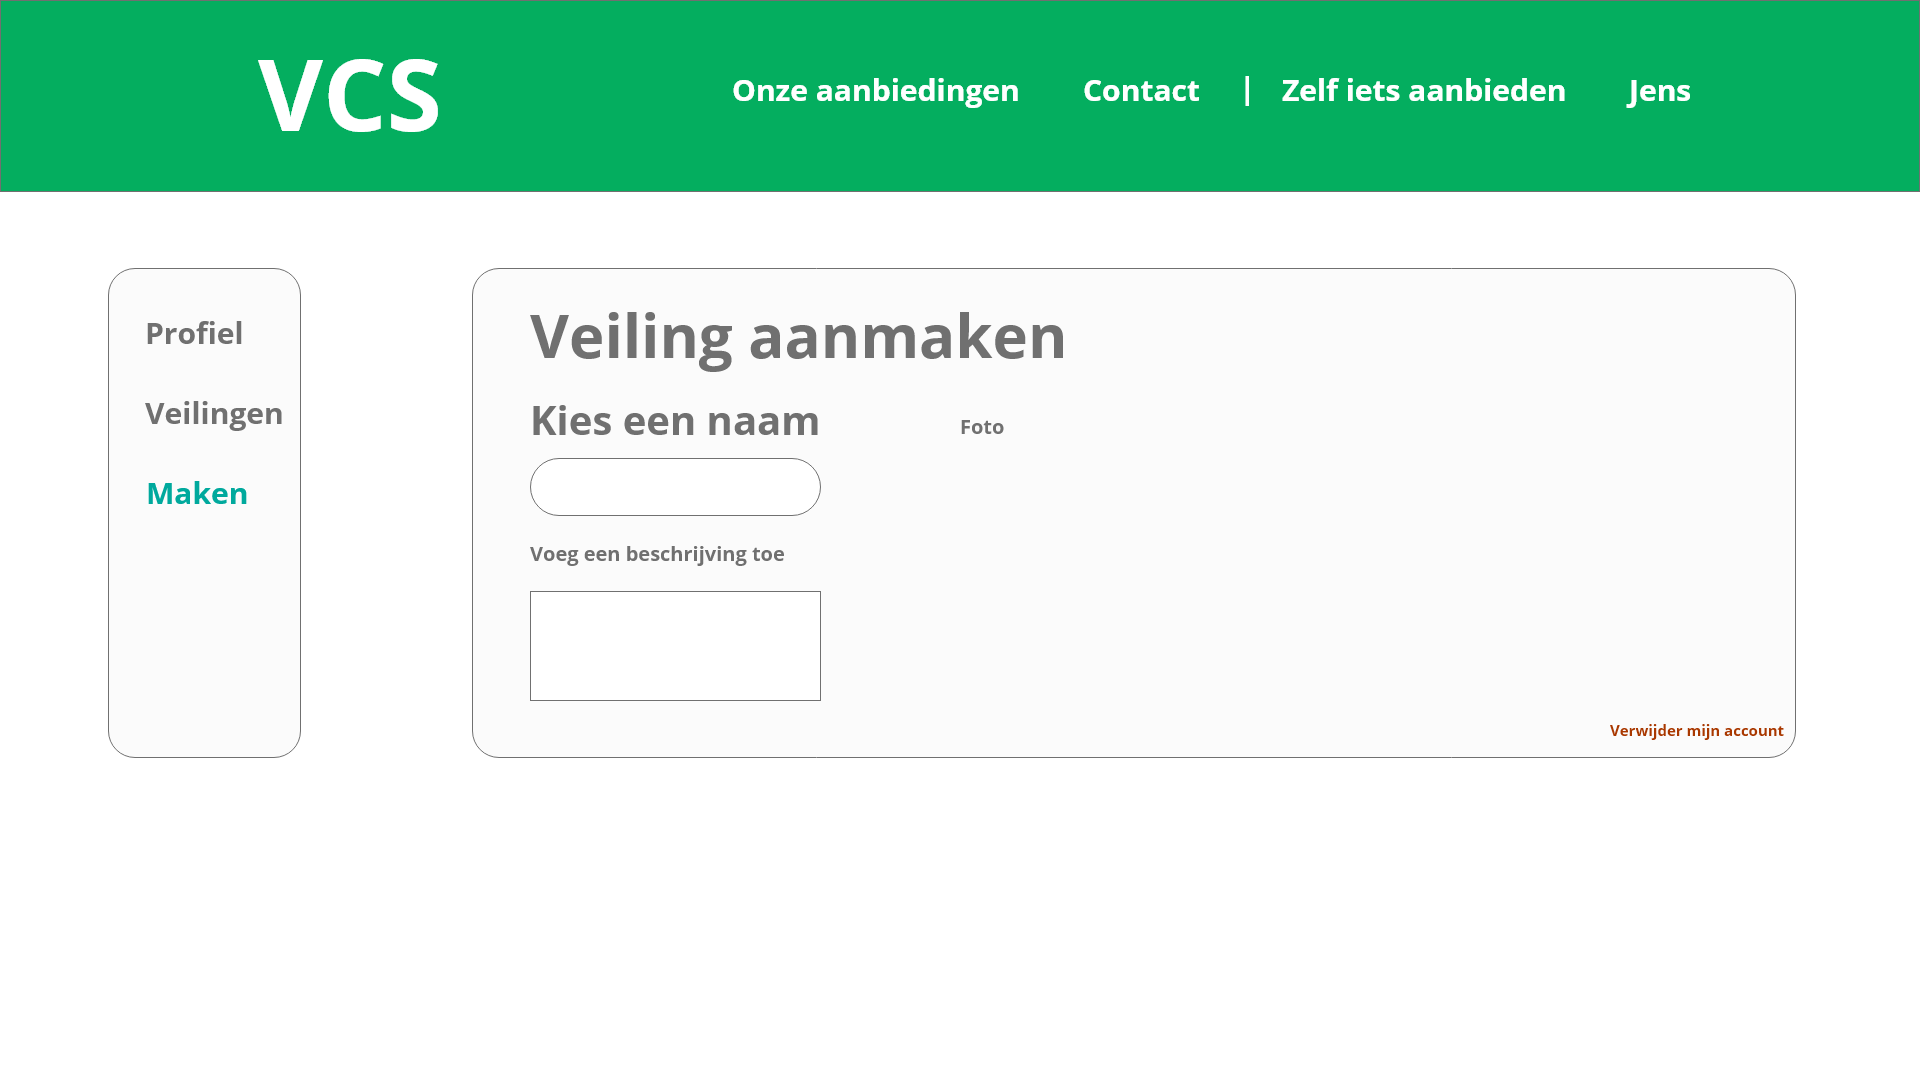 VCS
Onze aanbiedingen Contact | Zelf iets aanbieden Jens
Profiel
Veilingen
Maken
Veiling aanmaken
Kies een naam
Foto
Voeg een beschrijving toe
Verwijder mijn account